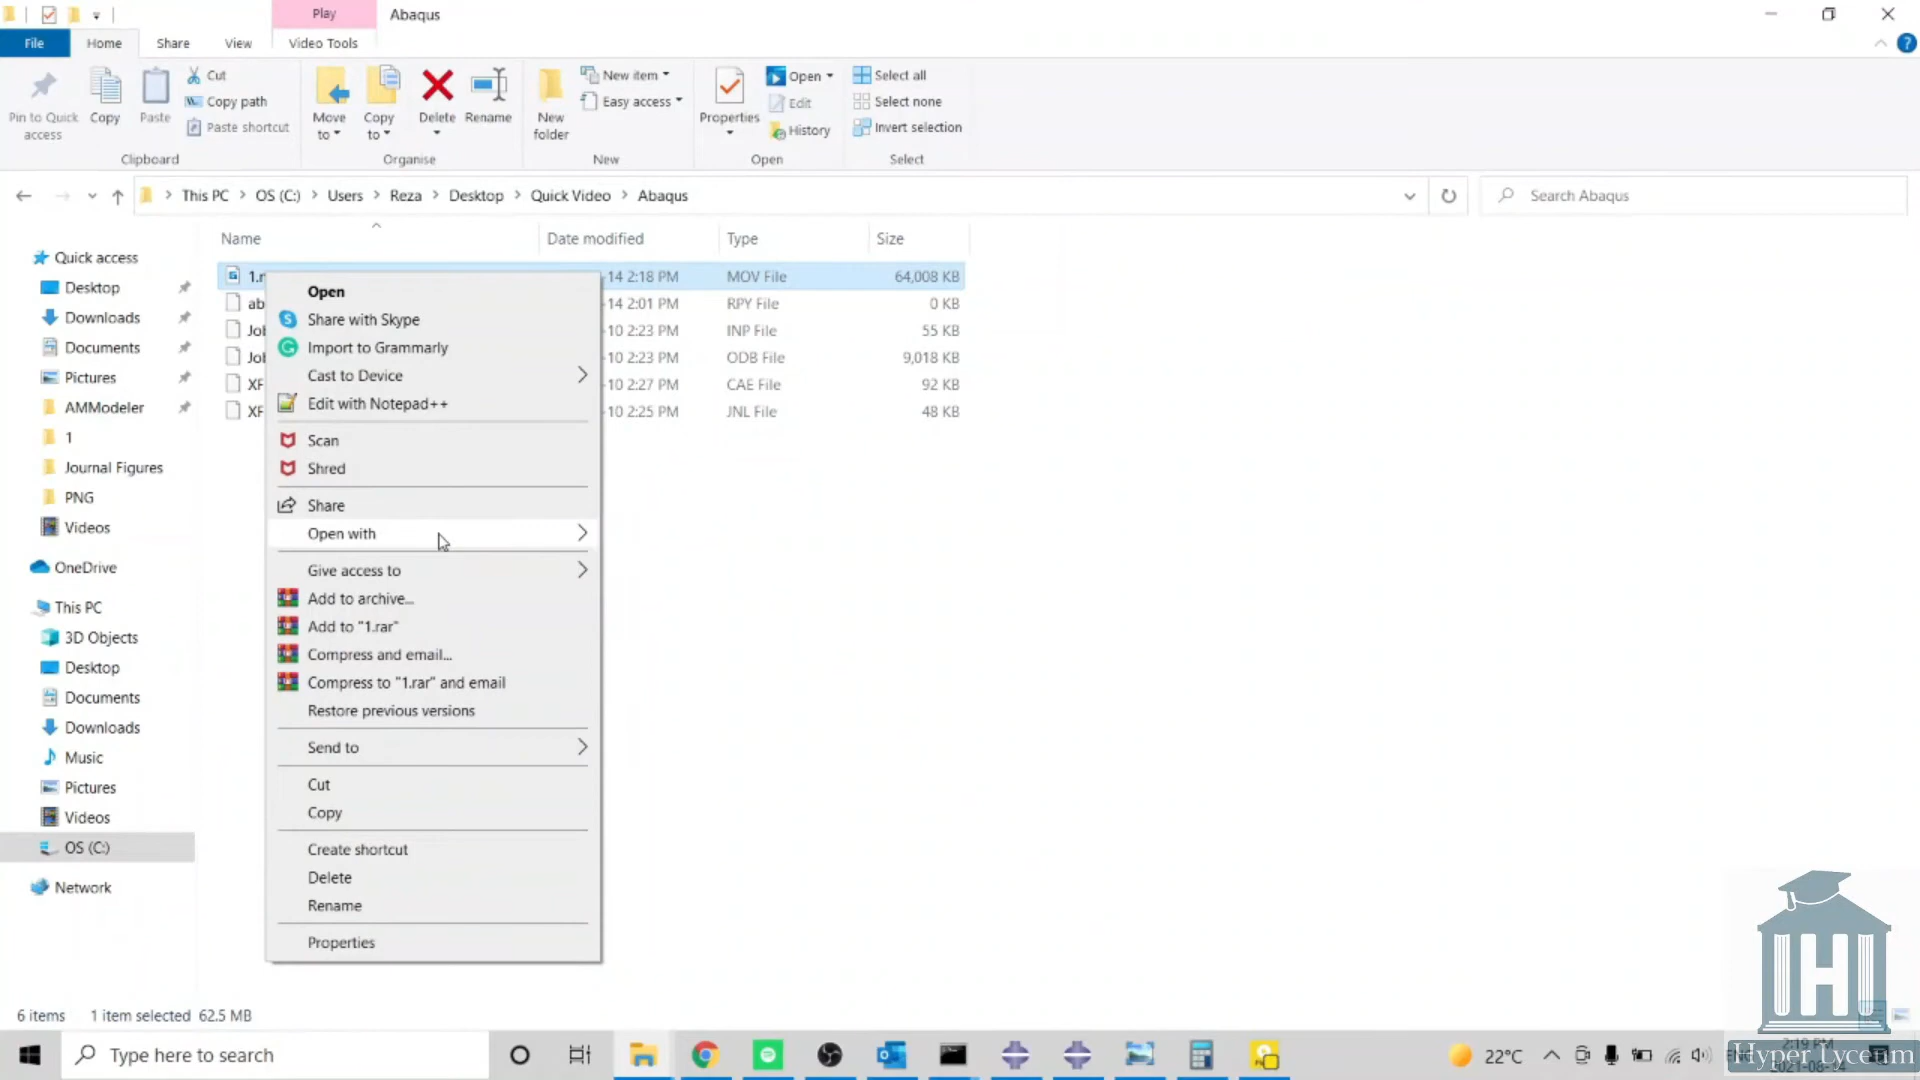 Play
Abaqus
File
Home
Share
View
Video Tools
Pin to Quick access
Copy
Paste
Cut
Copy path
Paste shortcut
Clipboard
Move to
Copy to
Delete
Rename
Organise
New folder
New item
Easy access
New
Properties
Open
Edit
History
Open
Select all
Select none
Invert selection
Select
This PC > OS (C:) > Users > Reza > Desktop > Quick Video > Abaqus
Search Abaqus
Name
Date modified
Type
Size
-14 2:18 PM MOV File 64,008 KB
-14 2:01 PM RPY File 0 KB
-10 2:23 PM INP File 55 KB
-10 2:23 PM ODB File 9,018 KB
-10 2:27 PM CAE File 92 KB
-10 2:25 PM JNL File 48 KB
Quick access
Desktop
Downloads
Documents
Pictures
AMModeler
1
Journal Figures
PNG
Videos
OneDrive
This PC
3D Objects
Desktop
Documents
Downloads
Music
Pictures
Videos
OS (C:)
Network
Open
Share with Skype
Import to Grammarly
Cast to Device
Edit with Notepad++
Scan
Shred
Share
Open with
Give access to
Add to archive...
Add to "1.rar"
Compress and email...
Compress to "1.rar" and email
Restore previous versions
Send to
Cut
Copy
Create shortcut
Delete
Rename
Properties
6 items
1 item selected 62.5 MB
Type here to search
22°C
2:19 PM
2021-08-14
H
Hyper Lyceum